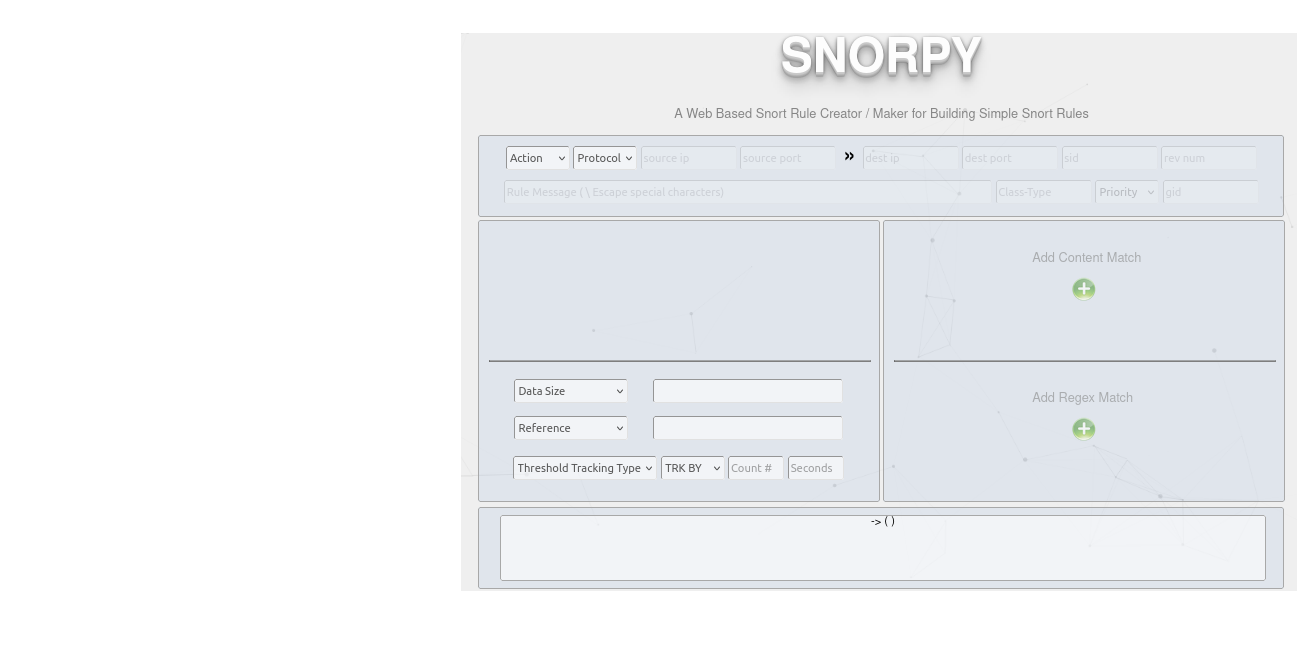 SNORPY
A Web Based Snort Rule Creator / Maker for Building Simple Snort Rules
Action Protocol source ip source port » dest ip dest port sid rev num
Rule Message ( \ Escape special characters) Class-Type Priority gid
Add Content Match
Data Size
Reference
Threshold Tracking Type TRK BY Count # Seconds
Add Regex Match
-> ( )